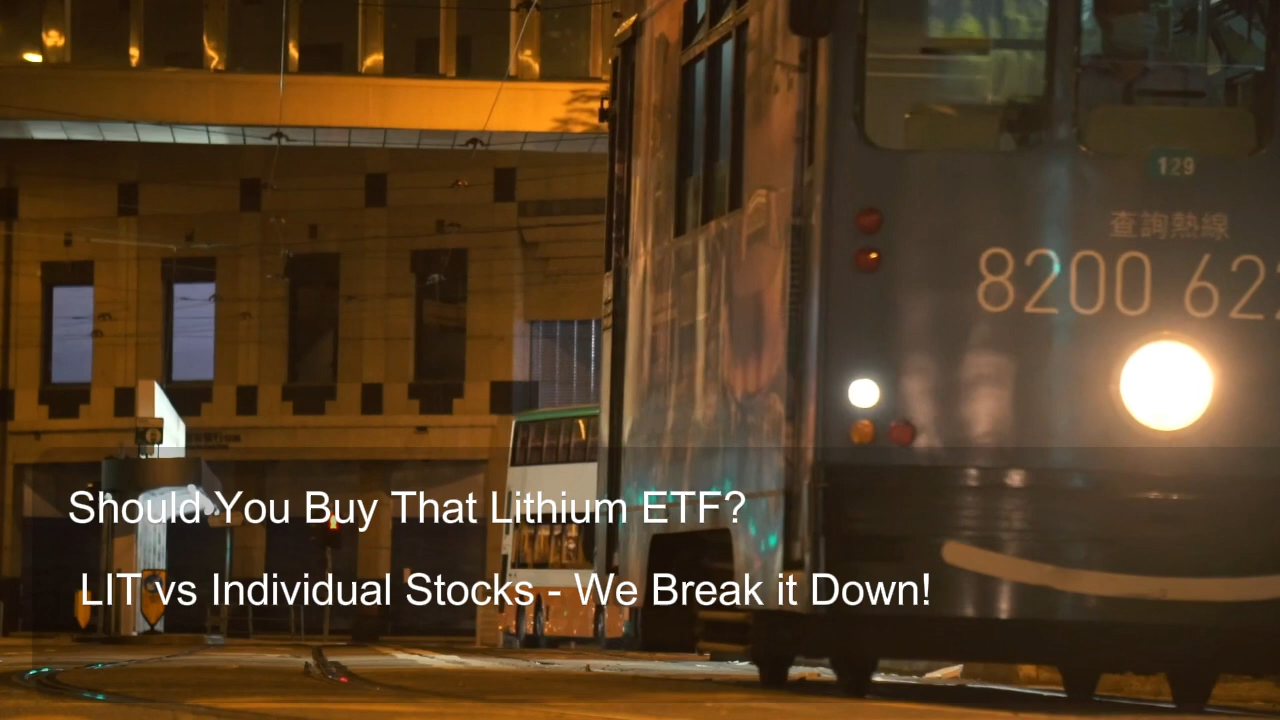 129
查詢熱線
8200 62
Should You Buy That Lithium ETF?
LIT vs Individual Stocks - We Break it Down!